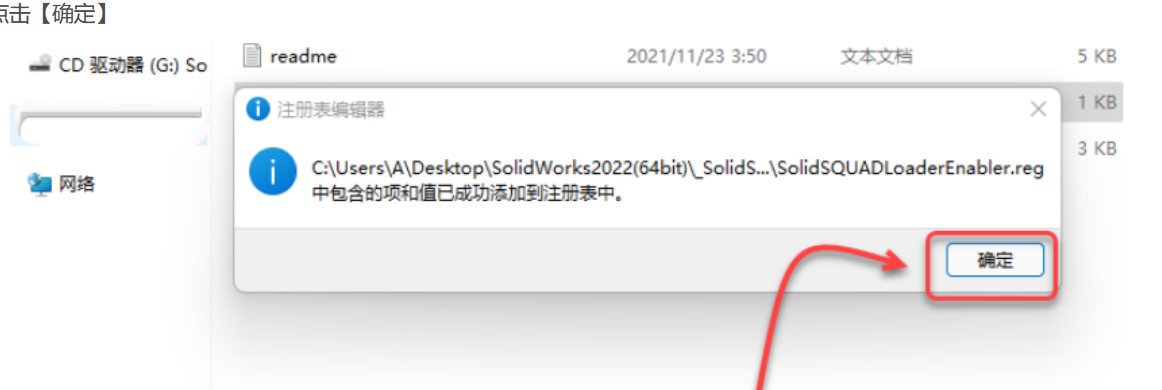 点击【确定】
CD 驱动器 (G:) So
readme 2021/11/23 3:50 文本文档 5 KB
注册表编辑器
1 KB
C:\Users\A\Desktop\SolidWorks2022(64bit)\_SolidS...\SolidSQUADLoaderEnabler.reg
中包含的项和值已成功添加到注册表中。
3 KB
网络
确定